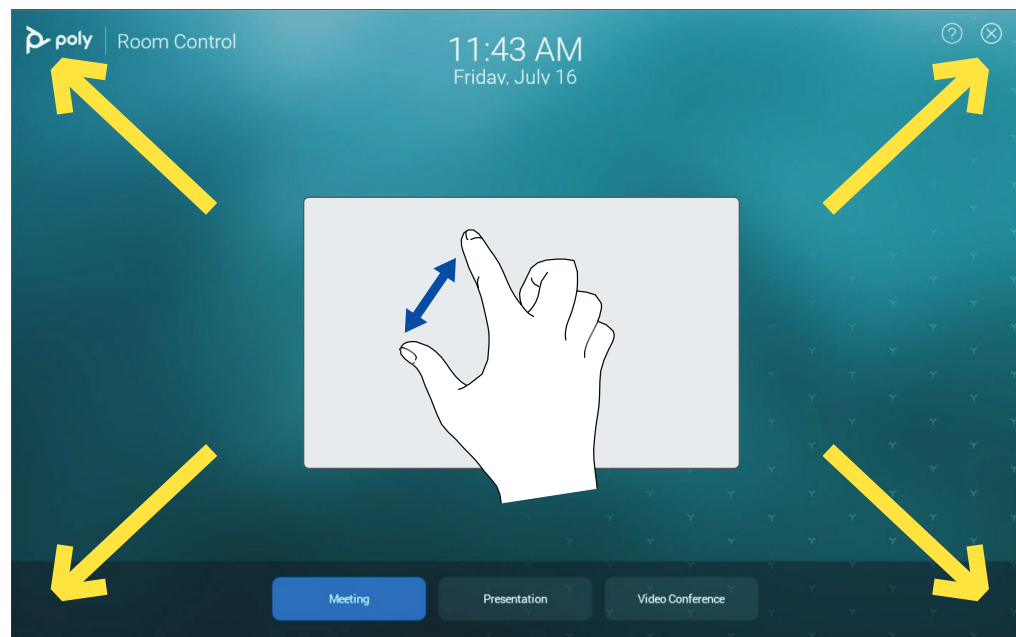 poly Room Control
11:43 AM
Friday, July 16
?
Meeting Presentation Video Conference